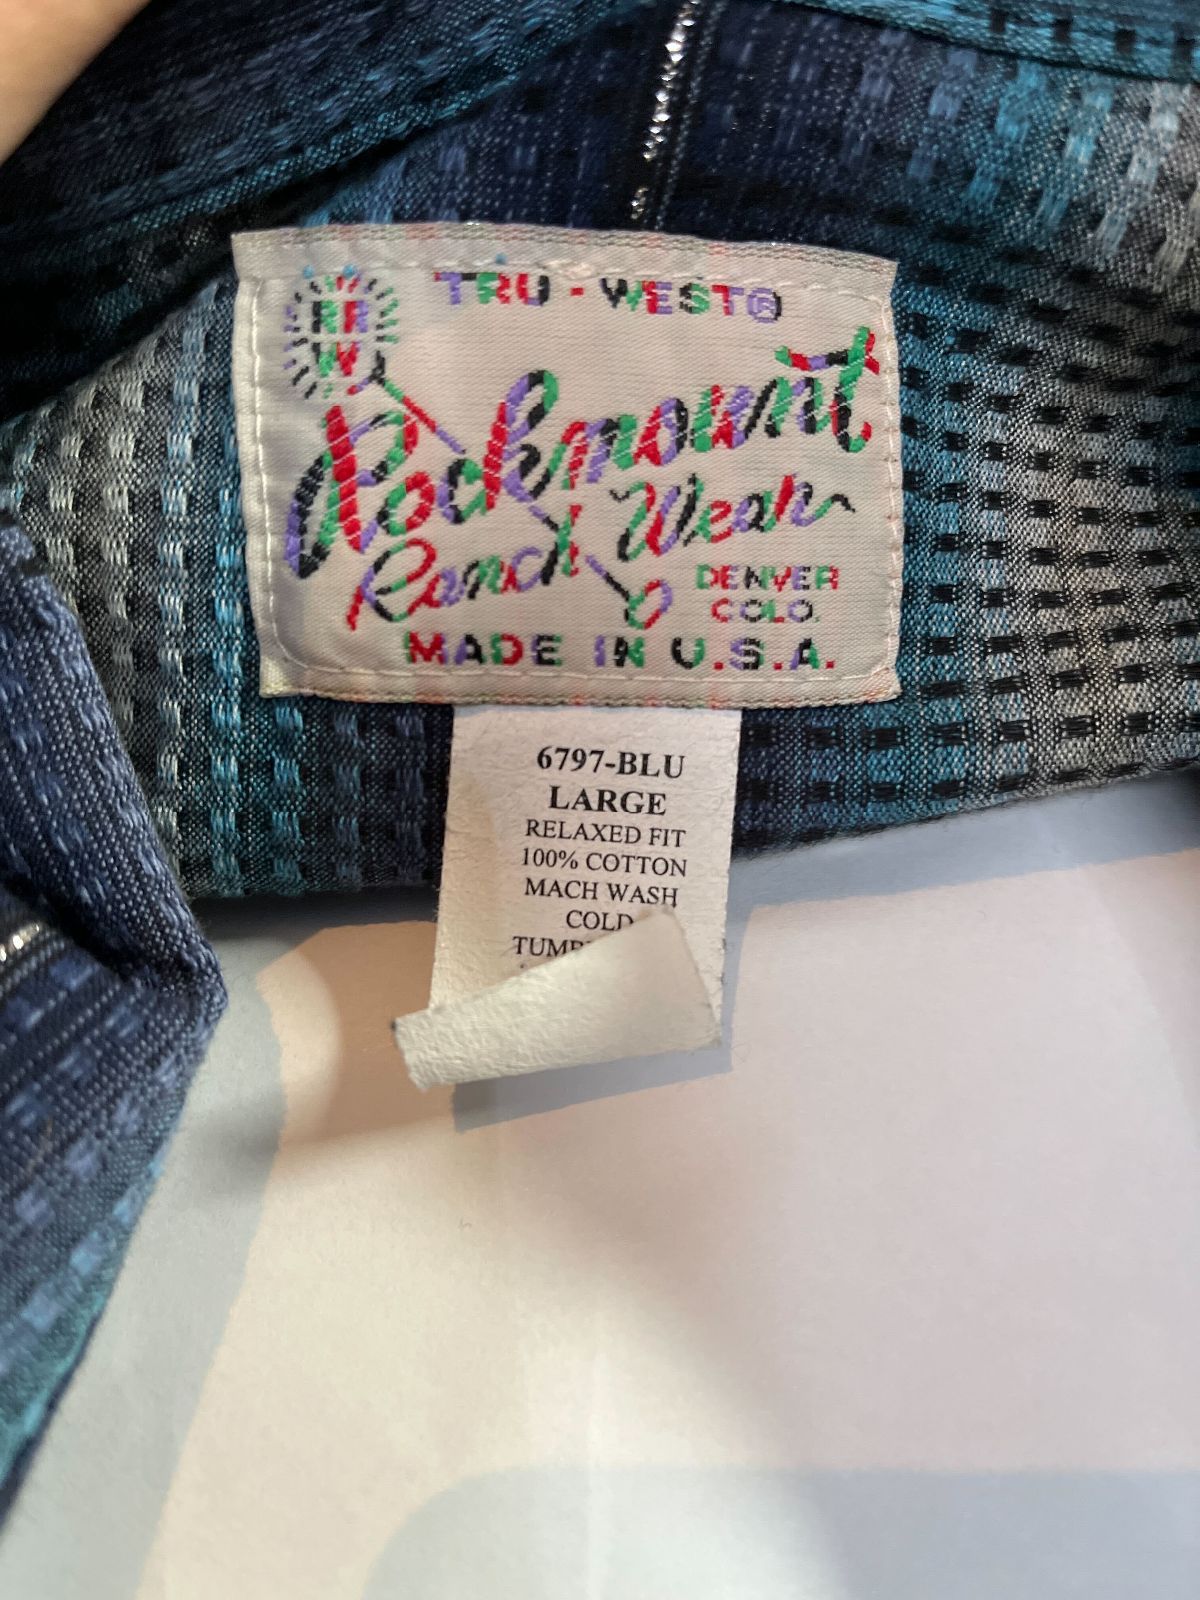 TRU-WEST®
RR
W
Rockmount
Ranch Wear
DENVER
COLO.
MADE IN U.S.A.
6797-BLU
LARGE
RELAXED FIT
100% COTTON
MACH WASH
COLD